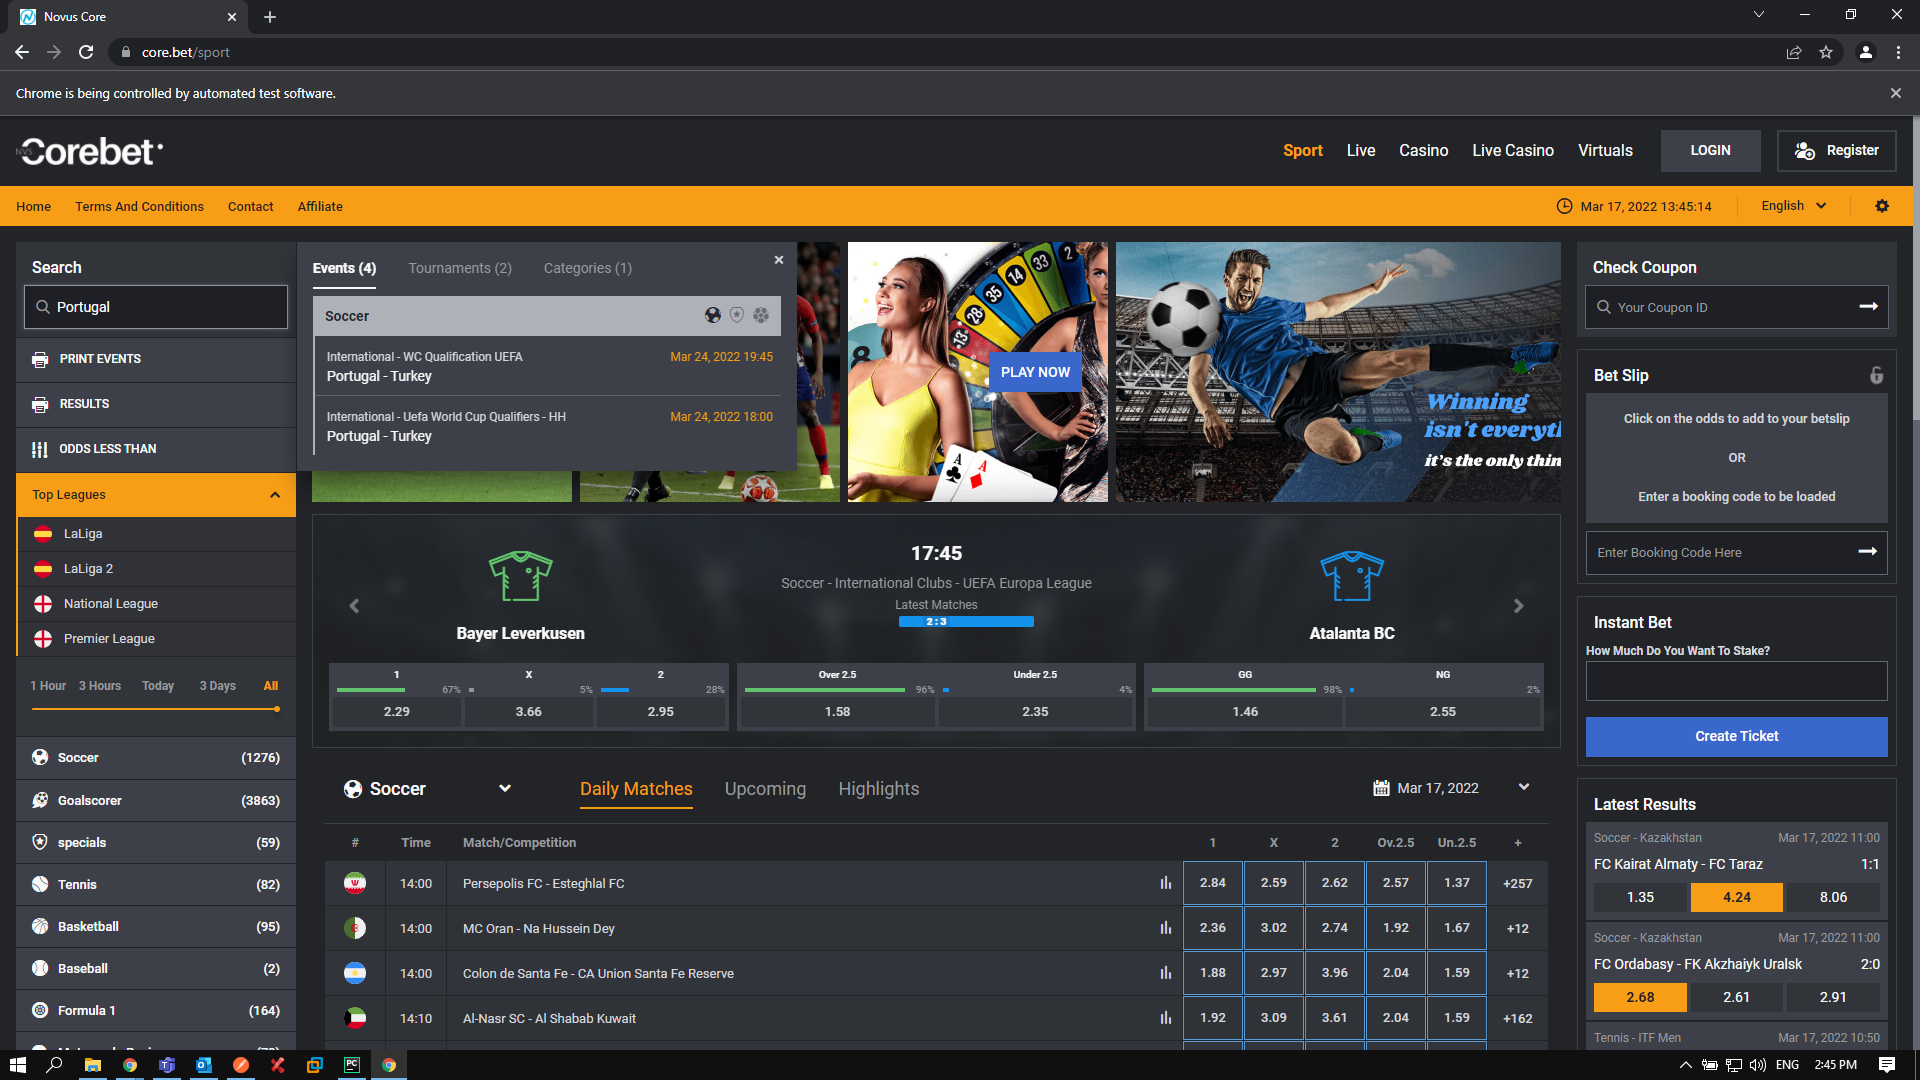 Novus Core
core.bet/sport
Chrome is being controlled by automated test software.
NVS Corebet
Sport Live Casino Live Casino Virtuals LOGIN Register
Home Terms And Conditions Contact Affiliate
Mar 17, 2022 13:45:14 English
Search
Portugal
PRINT EVENTS
RESULTS
ODDS LESS THAN
Top Leagues
LaLiga
LaLiga 2
National League
Premier League
1 Hour 3 Hours Today 3 Days All
Soccer (1276)
Goalscorer (3863)
specials (59)
Tennis (82)
Basketball (95)
Baseball (2)
Formula 1 (164)
Events (4) Tournaments (2) Categories (1)
Soccer
International - WC Qualification UEFA Mar 24, 2022 19:45
Portugal - Turkey
International - Uefa World Cup Qualifiers - HH Mar 24, 2022 18:00
Portugal - Turkey
2
33
14
35
28
13
8
A A
PLAY NOW
Winning
isn't everyth
it's the only thin
17:45
Soccer - International Clubs - UEFA Europa League
Latest Matches
2 : 3
Bayer Leverkusen Atalanta BC
1 X 2 Over 2.5 Under 2.5 GG NG
67% 5% 28% 96% 4% 98% 2%
2.29 3.66 2.95 1.58 2.35 1.46 2.55
Soccer Daily Matches Upcoming Highlights Mar 17, 2022
# Time Match/Competition 1 X 2 Ov.2.5 Un.2.5 +
14:00 Persepolis FC - Esteghlal FC 2.84 2.59 2.62 2.57 1.37 +257
14:00 MC Oran - Na Hussein Dey 2.36 3.02 2.74 1.92 1.67 +12
14:00 Colon de Santa Fe - CA Union Santa Fe Reserve 1.88 2.97 3.96 2.04 1.59 +12
14:10 Al-Nasr SC - Al Shabab Kuwait 1.92 3.09 3.61 2.04 1.59 +162
Check Coupon
Your Coupon ID
Bet Slip
Click on the odds to add to your betslip
OR
Enter a booking code to be loaded
Enter Booking Code Here
Instant Bet
How Much Do You Want To Stake?
Create Ticket
Latest Results
Soccer - Kazakhstan Mar 17, 2022 11:00
FC Kairat Almaty - FC Taraz 1:1
1.35 4.24 8.06
Soccer - Kazakhstan Mar 17, 2022 11:00
FC Ordabasy - FK Akzhaiyk Uralsk 2:0
2.68 2.61 2.91
Tennis - ITF Men Mar 17, 2022 10:50
PC
ENG 2:45 PM